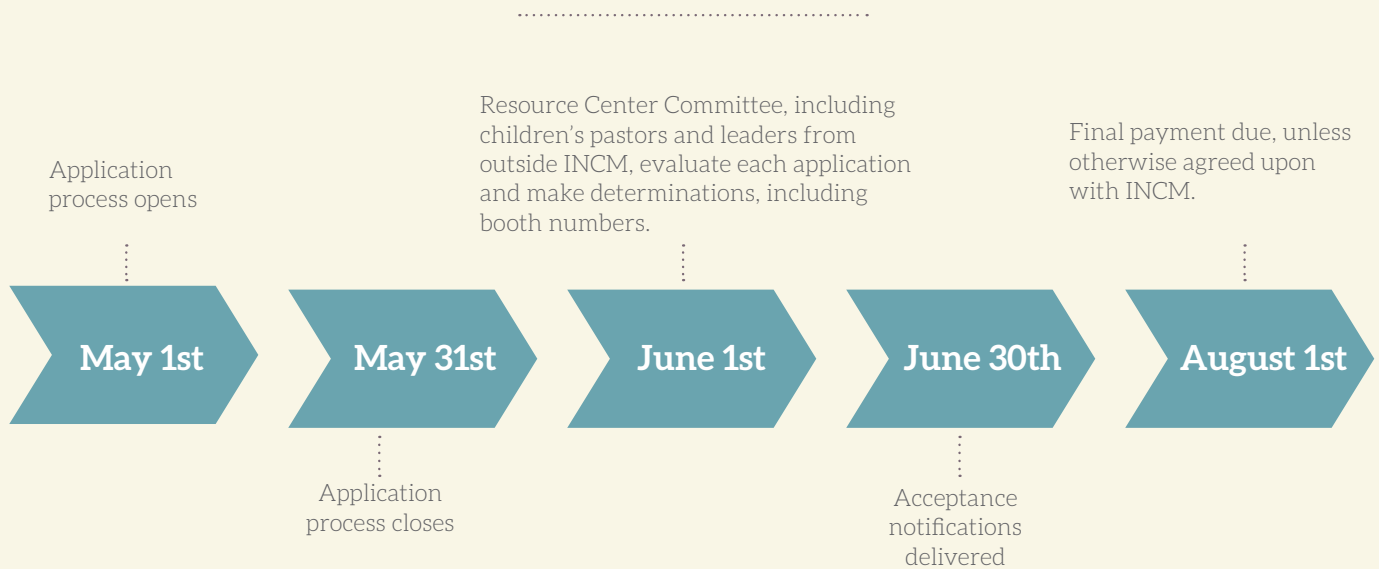 Application
process opens
Resource Center Committee, including
children’s pastors and leaders from
outside INCM, evaluate each application
and make determinations, including
booth numbers.
Final payment due, unless
otherwise agreed upon
with INCM.
May 1st
May 31st
June 1st
June 30th
August 1st
Application
process closes
Acceptance
notifications
delivered